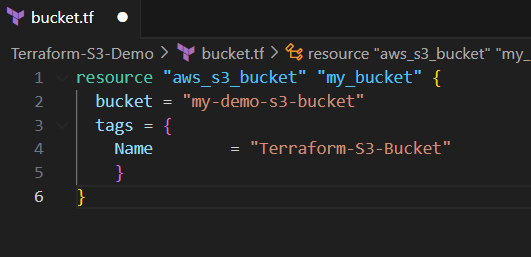 bucket.tf
Terraform-S3-Demo > bucket.tf > resource "aws_s3_bucket" "my_
1 resource "aws_s3_bucket" "my_bucket" {
2   bucket = "my-demo-s3-bucket"
3   tags = {
4     Name        = "Terraform-S3-Bucket"
5     }
6 }